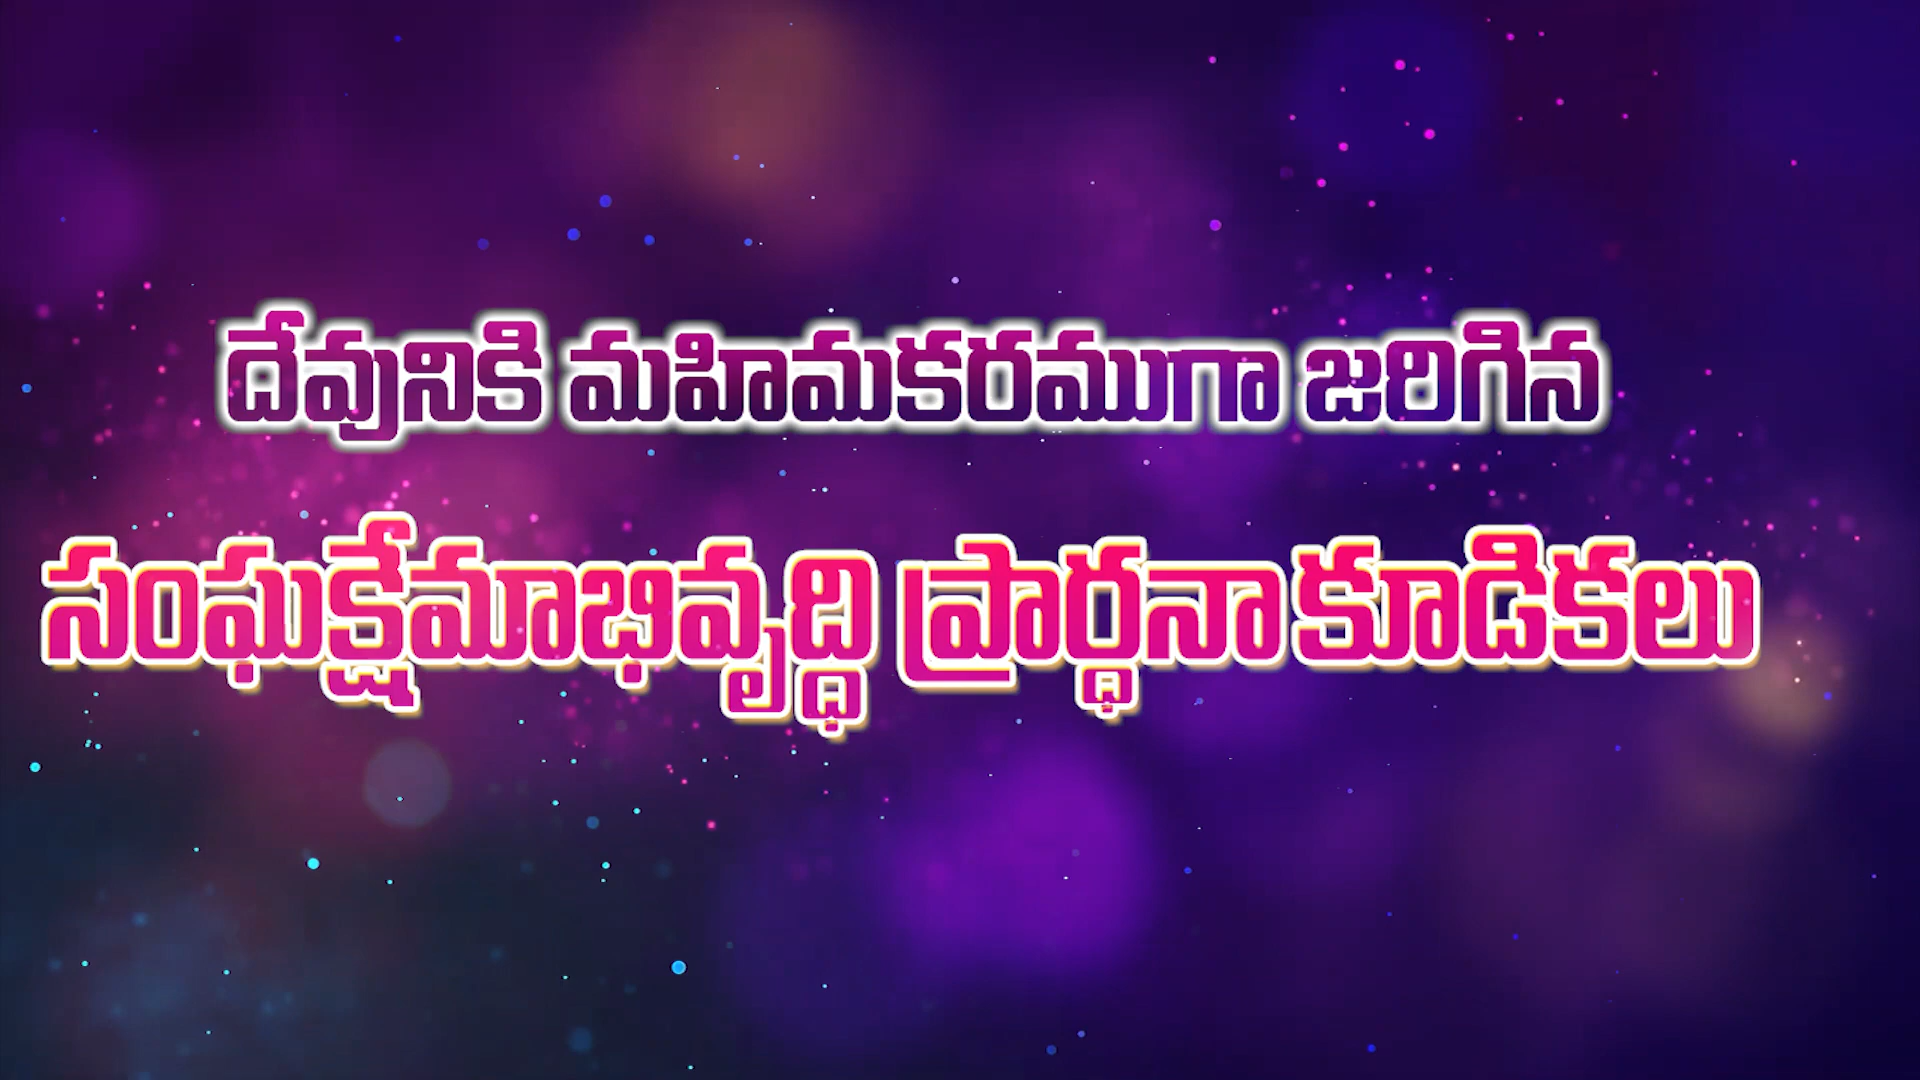 దేవునికి మహిమకరముగా జరిగిన
సంఘక్షేమాభివృద్ధి ప్రార్థనా కూడికలు